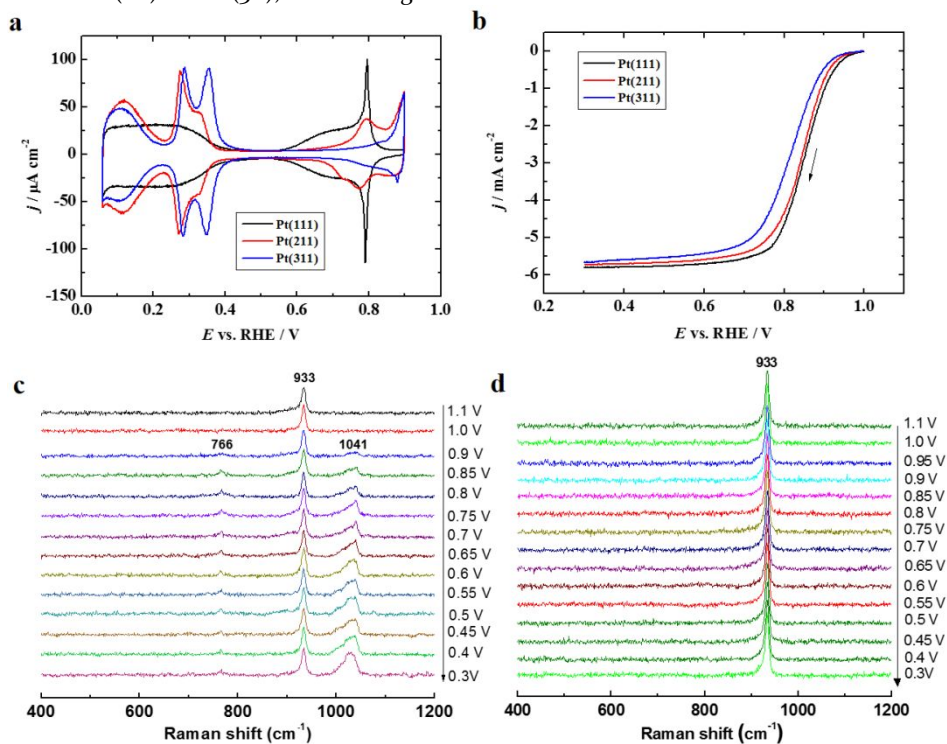 a
j / μA cm⁻²
100
50
0
-50
-100
-150
Pt(111)
Pt(211)
Pt(311)
0.0 0.2 0.4 0.6 0.8 1.0
E vs. RHE / V
b
j / mA cm⁻²
0
-1
-2
-3
-4
-5
-6
Pt(111)
Pt(211)
Pt(311)
0.2 0.4 0.6 0.8 1.0
E vs. RHE / V
c
933
766
1041
1.1 V
1.0 V
0.9 V
0.85 V
0.8 V
0.75 V
0.7 V
0.65 V
0.6 V
0.55 V
0.5 V
0.45 V
0.4 V
0.3V
400 600 800 1000 1200
Raman shift (cm⁻¹)
d
933
1.1 V
1.0 V
0.95 V
0.9 V
0.85 V
0.8 V
0.75 V
0.7 V
0.65 V
0.6 V
0.55 V
0.5 V
0.45 V
0.4 V
0.3V
400 600 800 1000 1200
Raman shift (cm⁻¹)